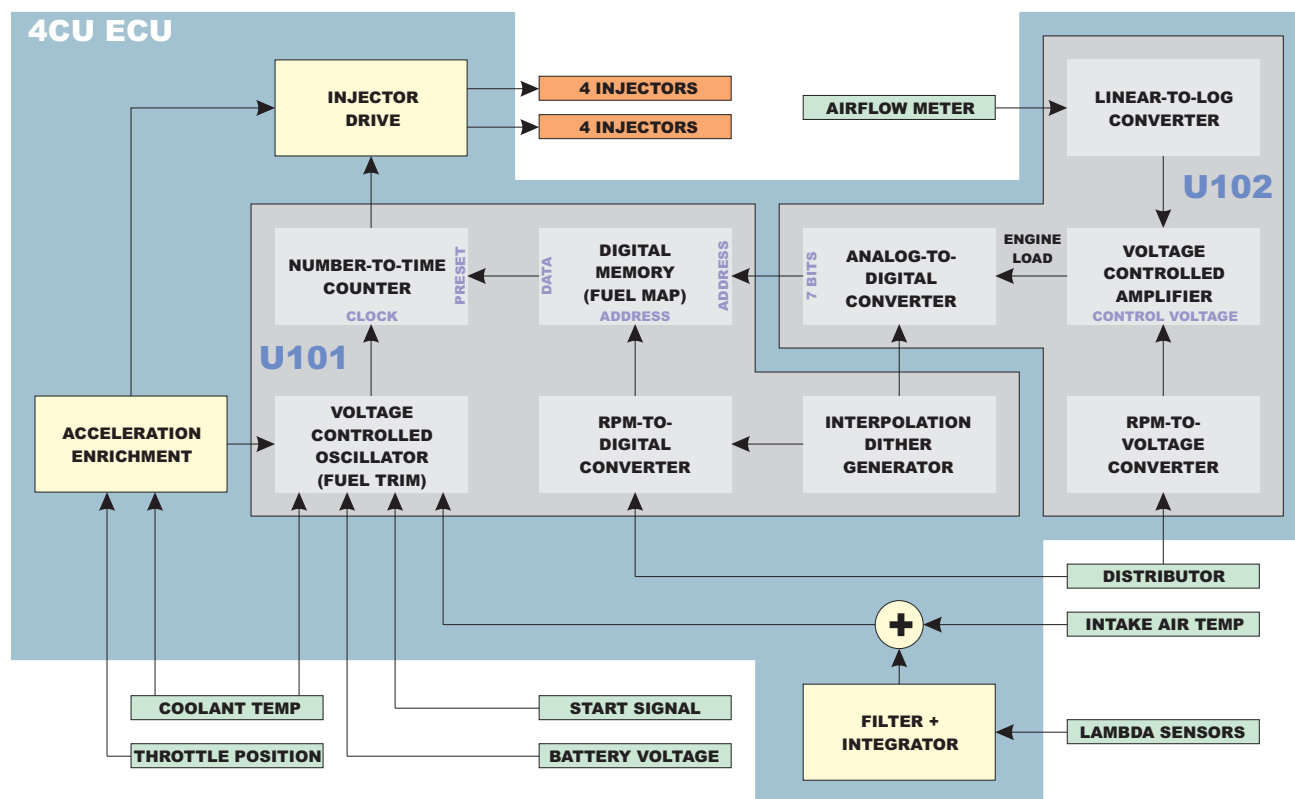 4CU ECU
INJECTOR
DRIVE
4 INJECTORS
4 INJECTORS
AIRFLOW METER
LINEAR-TO-LOG
CONVERTER
U102
NUMBER-TO-TIME
COUNTER
CLOCK
PRESET
DATA
DIGITAL
MEMORY
(FUEL MAP)
ADDRESS
ADDRESS
7 BITS
ANALOG-TO-
DIGITAL
CONVERTER
ENGINE
LOAD
VOLTAGE
CONTROLLED
AMPLIFIER
CONTROL VOLTAGE
U101
ACCELERATION
ENRICHMENT
VOLTAGE
CONTROLLED
OSCILLATOR
(FUEL TRIM)
RPM-TO-
DIGITAL
CONVERTER
INTERPOLATION
DITHER
GENERATOR
RPM-TO-
VOLTAGE
CONVERTER
DISTRIBUTOR
+
INTAKE AIR TEMP
COOLANT TEMP
START SIGNAL
FILTER +
INTEGRATOR
LAMBDA SENSORS
THROTTLE POSITION
BATTERY VOLTAGE